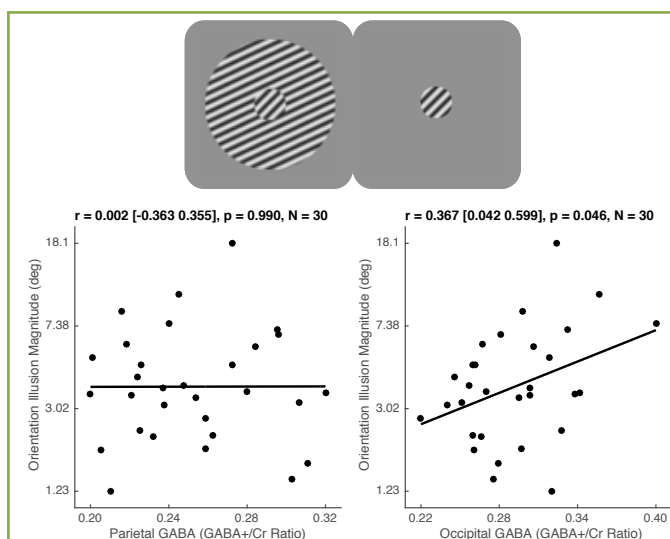 r = 0.002 [-0.363 0.355], p = 0.990, N = 30
18.1
7.38
3.02
1.23
Orientation Illusion Magnitude (deg)
0.20
0.24
0.28
0.32
Parietal GABA (GABA+/Cr Ratio)
r = 0.367 [0.042 0.599], p = 0.046, N = 30
18.1
7.38
3.02
1.23
Orientation Illusion Magnitude (deg)
0.22
0.28
0.34
0.40
Occipital GABA (GABA+/Cr Ratio)